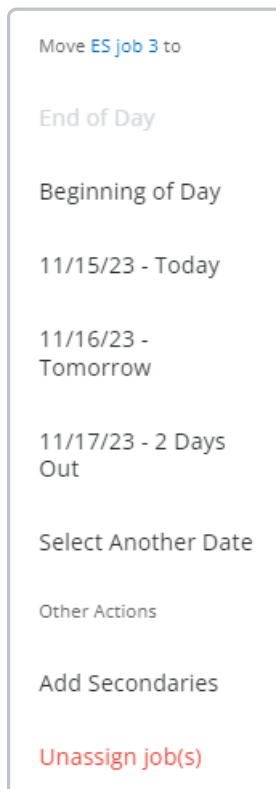 Move ES job 3 to
End of Day
Beginning of Day
11/15/23 - Today
11/16/23 -
Tomorrow
11/17/23 - 2 Days
Out
Select Another Date
Other Actions
Add Secondaries
Unassign job(s)